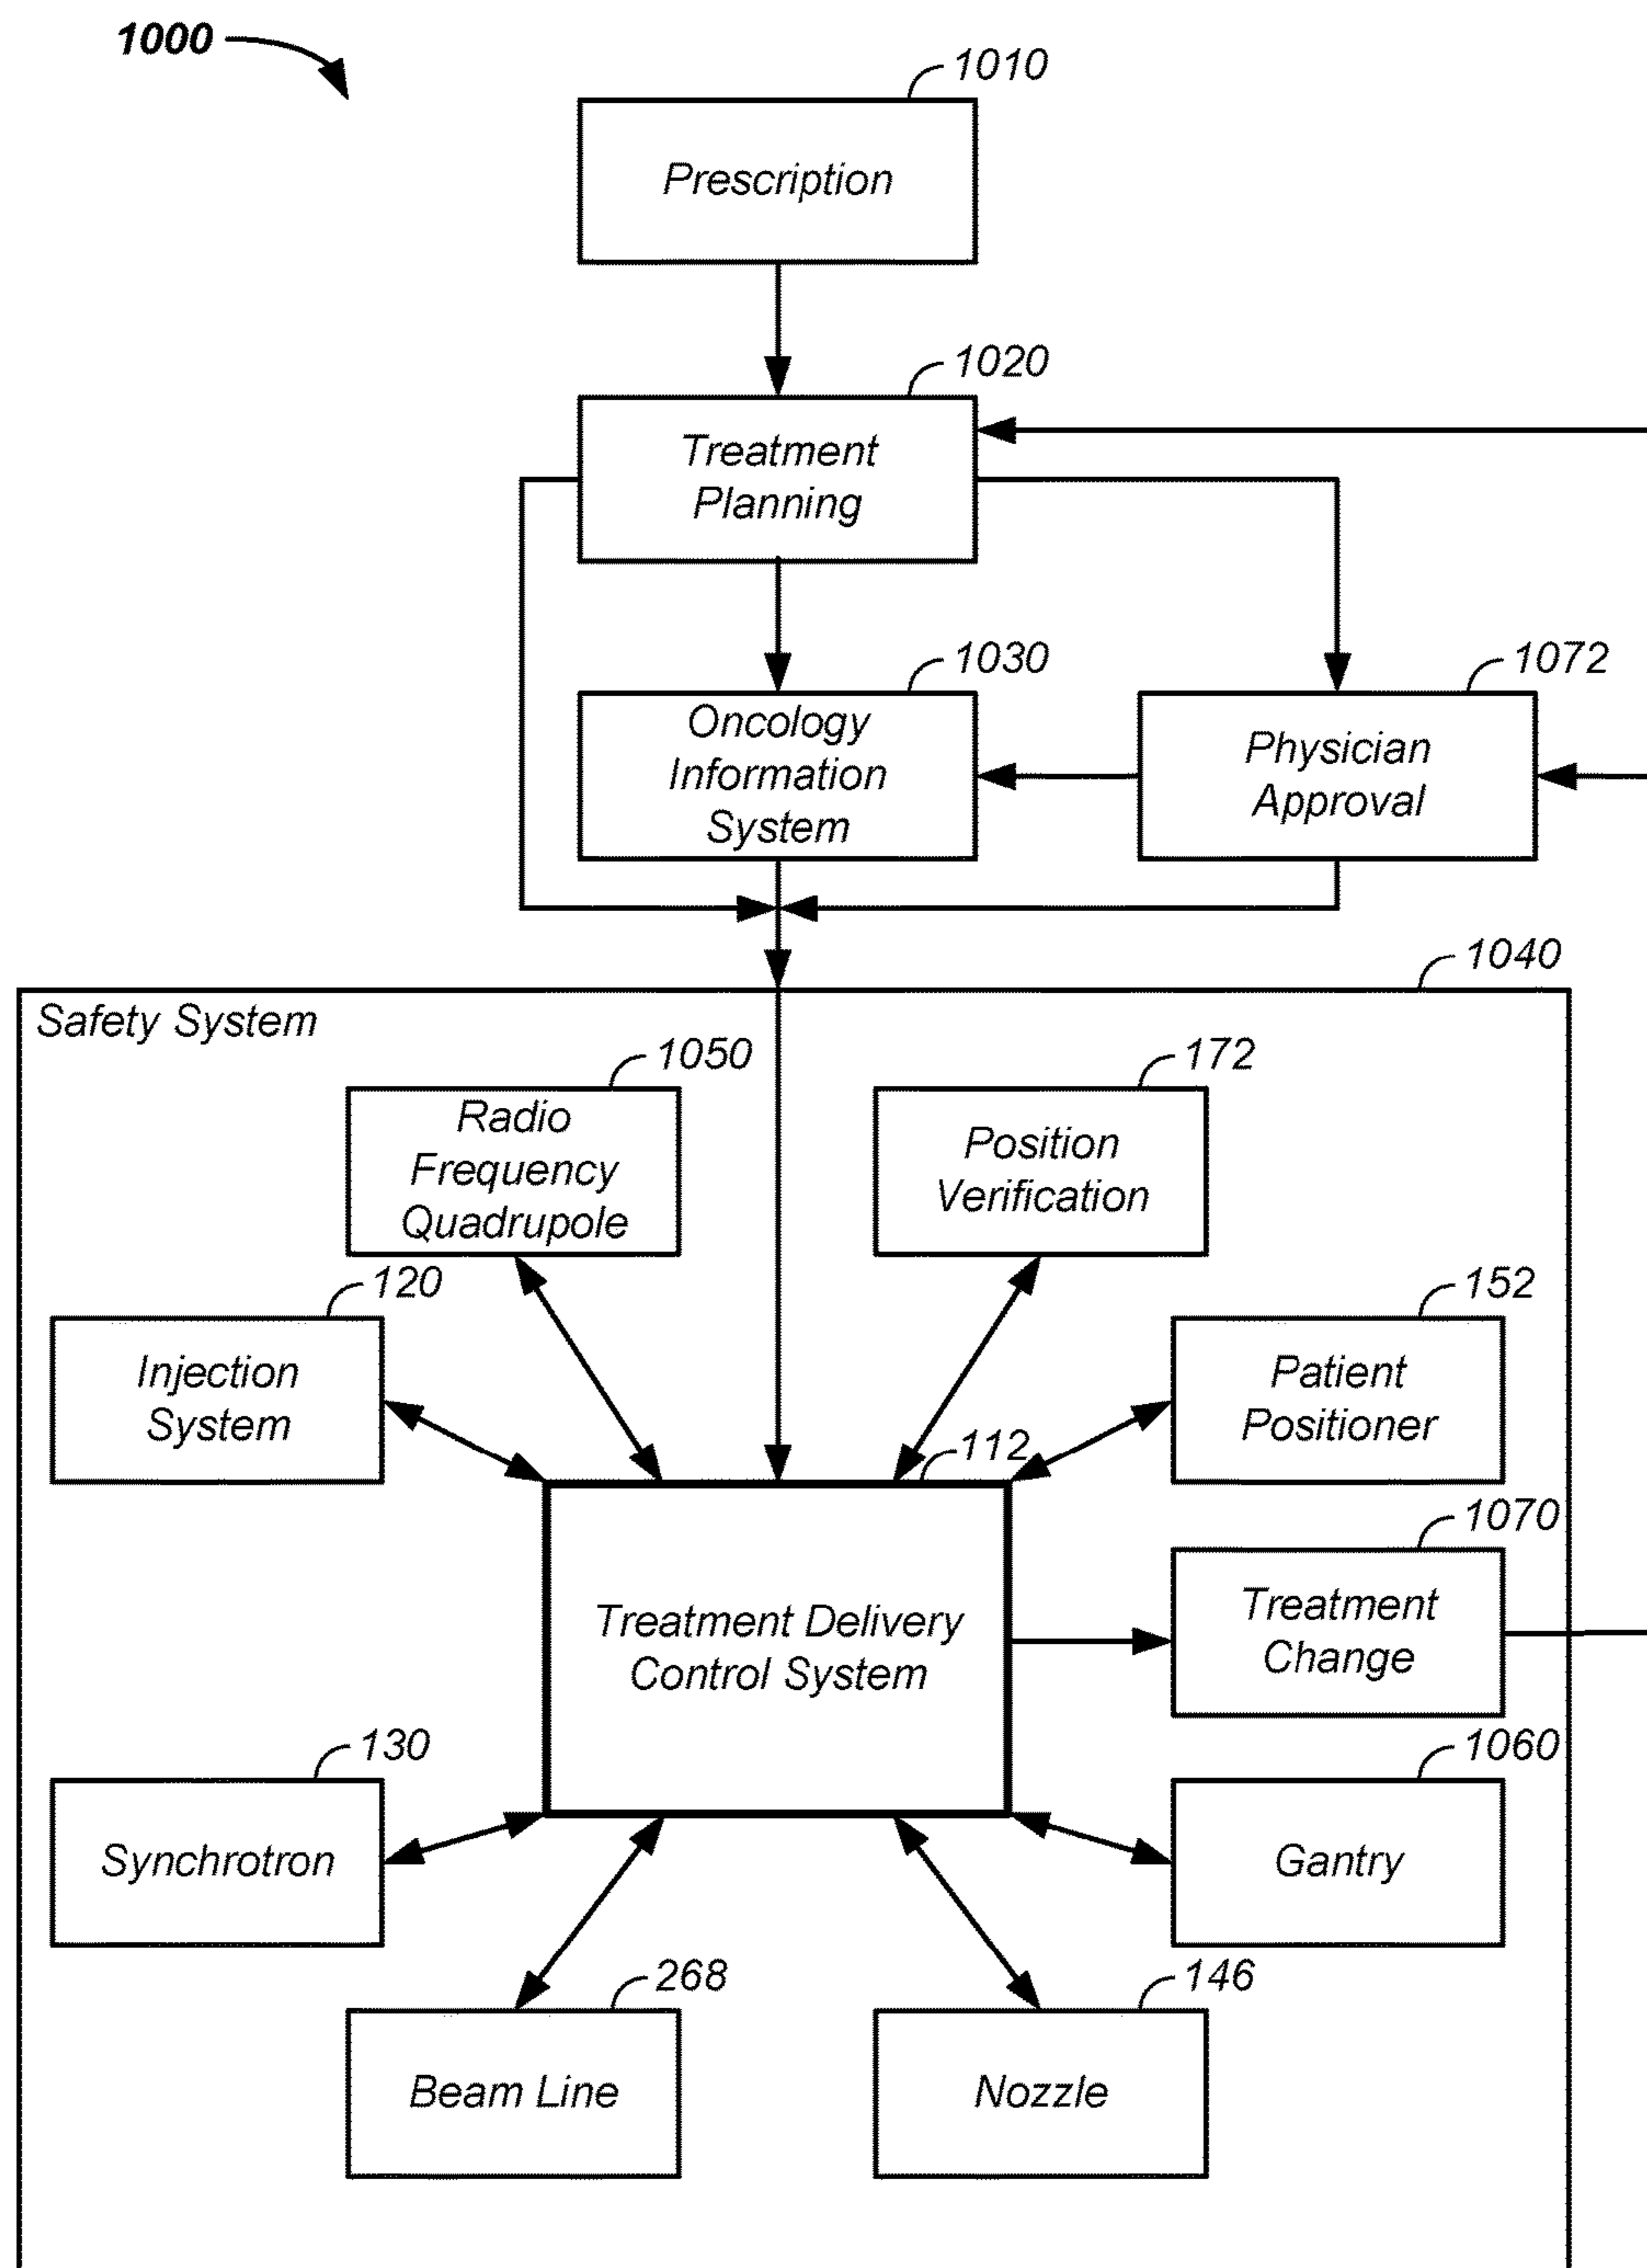 1000
1010
Prescription
1020
Treatment
Planning
1030
Oncology
Information
System
1072
Physician
Approval
1040
Safety System
1050
Radio
Frequency
Quadrupole
172
Position
Verification
120
Injection
System
152
Patient
Positioner
112
Treatment Delivery
Control System
1070
Treatment
Change
130
Synchrotron
1060
Gantry
268
Beam Line
146
Nozzle